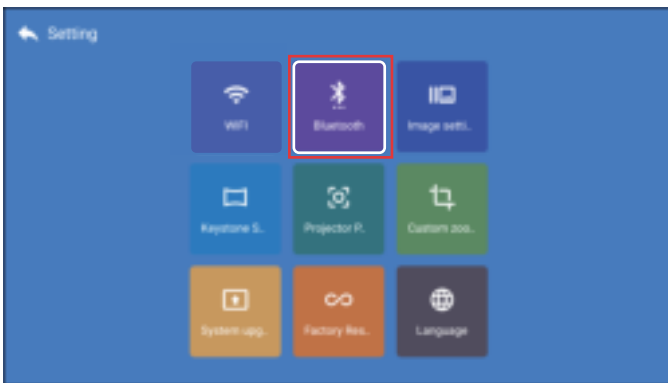 Setting
WiFi
Bluetooth
Image setti..
Keystone S..
Projector P..
Custom zoo..
System upg..
Factory Res..
Language